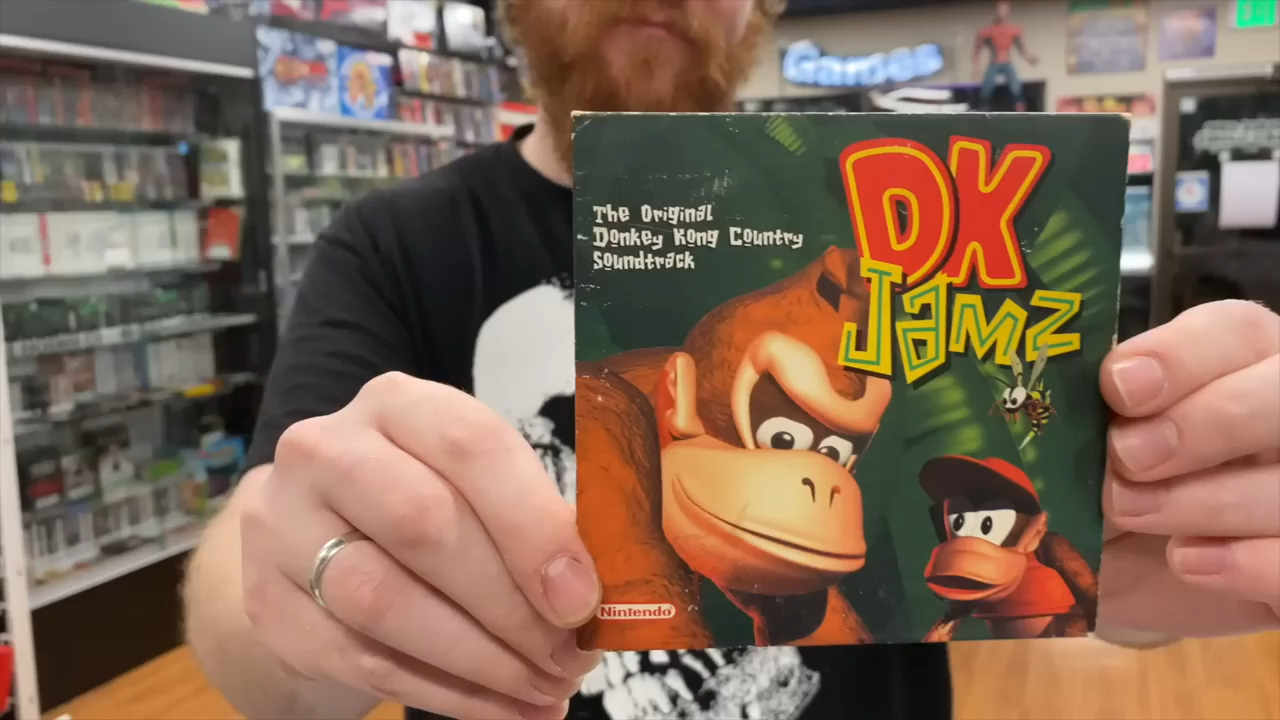 Games
DK
Jamz
The Original
Donkey Kong Country
Soundtrack
Nintendo